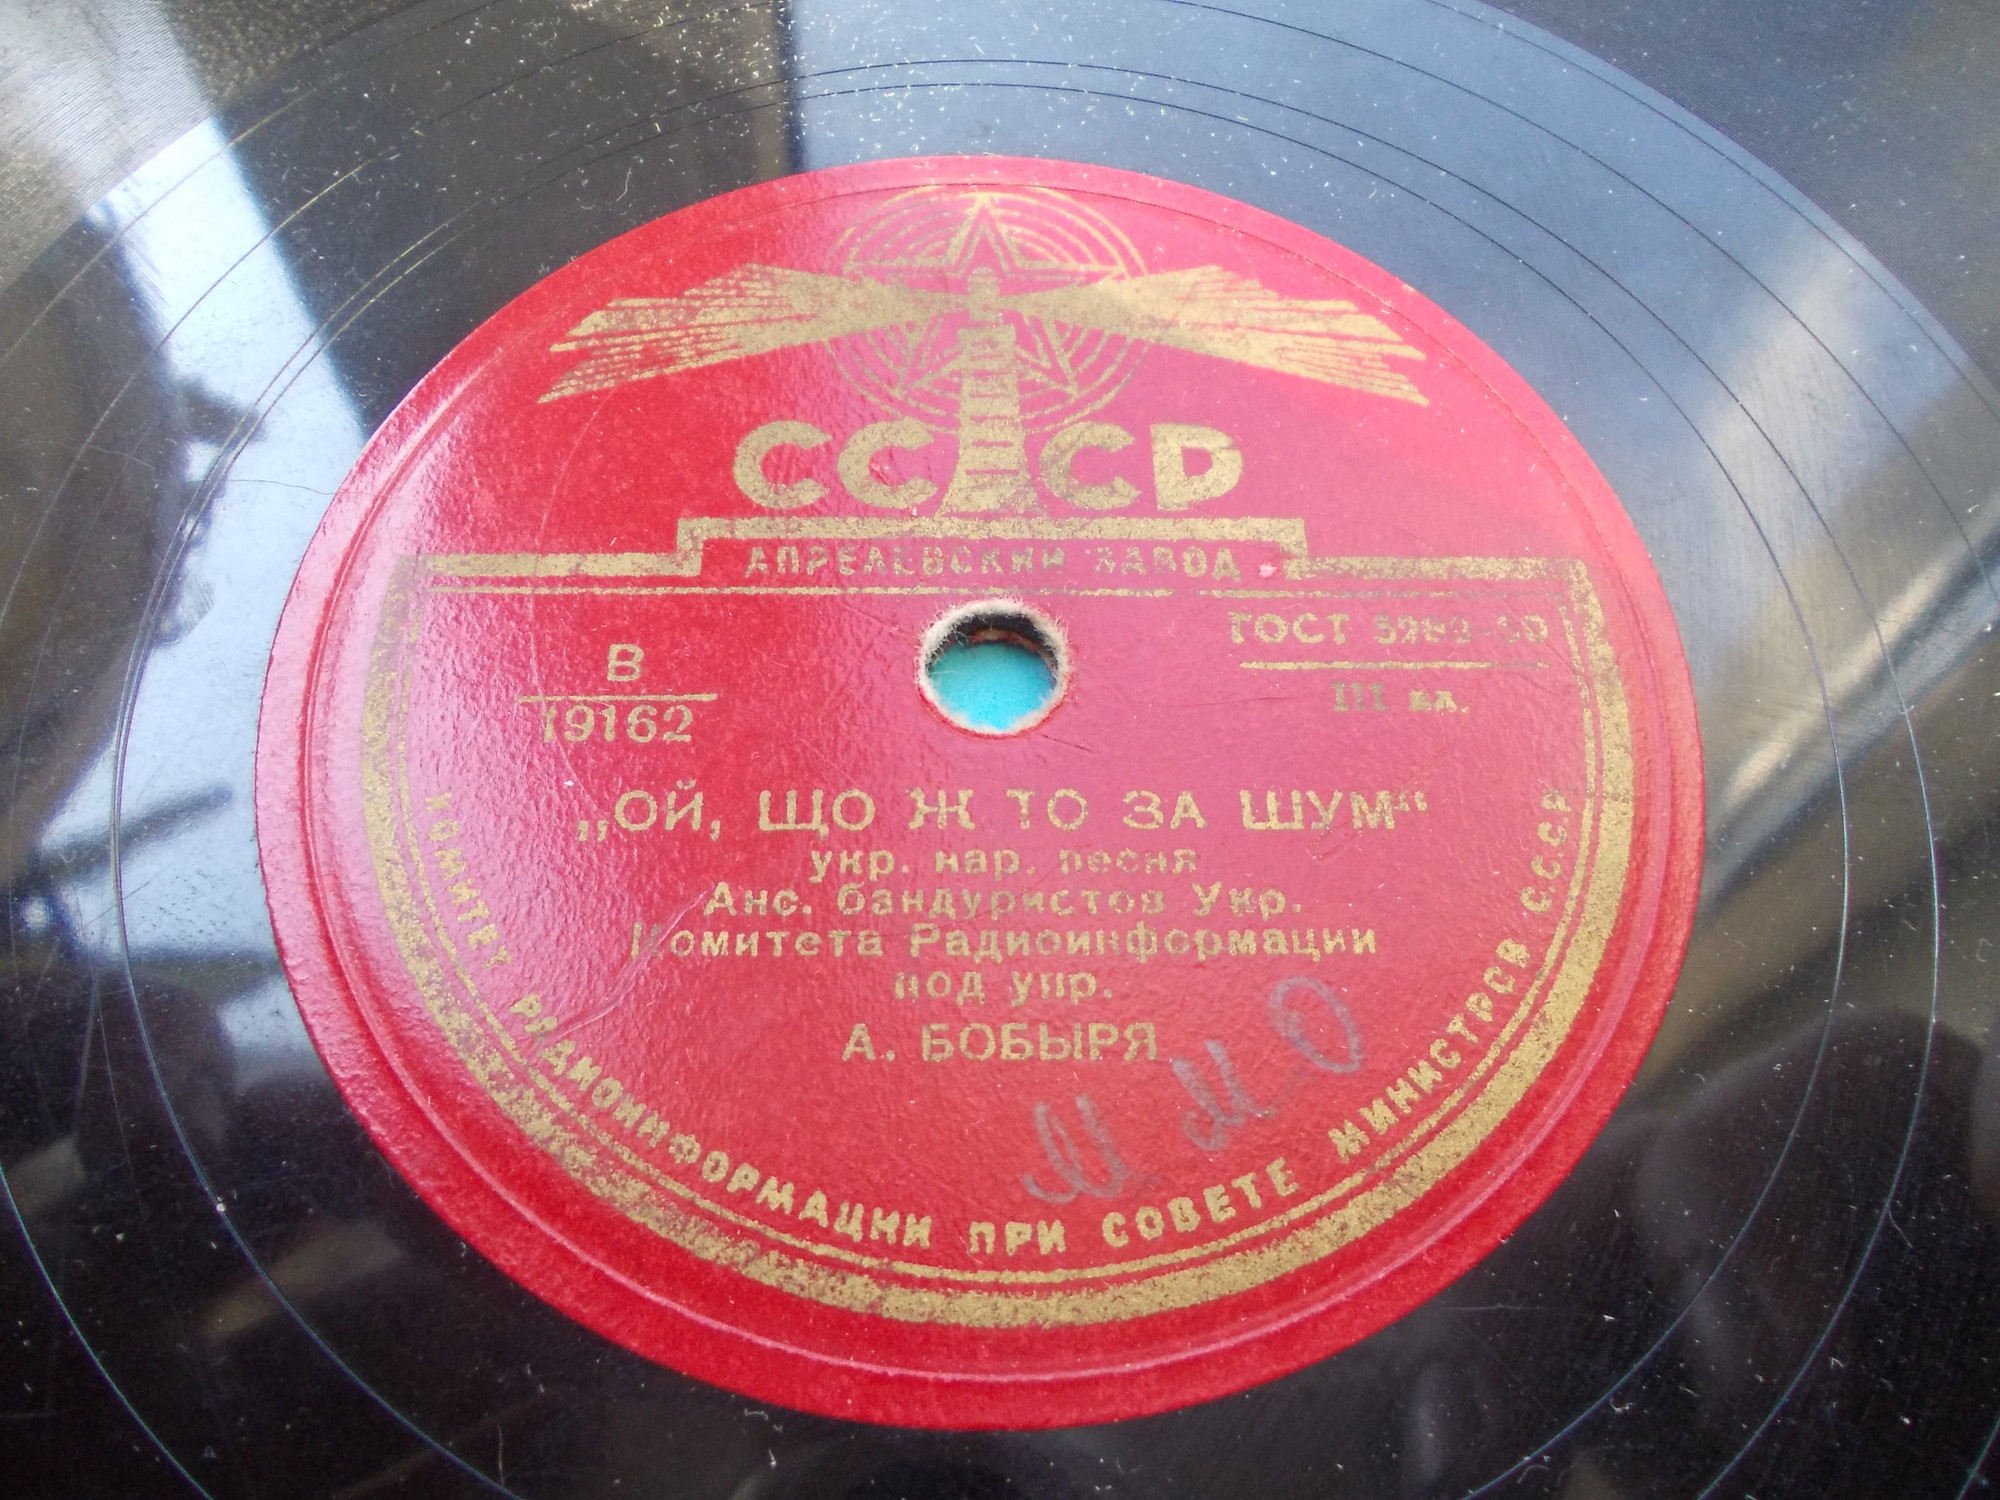 СССР
АПРЕЛЕВСКИЙ ЗАВОД
ГОСТ 5289-50
В
19162
III кл.
„ОЙ, ЩО Ж ТО ЗА ШУМ“
укр. нар. песня
Анс. бандуристов Укр.
Комитета Радиоинформации
под упр.
А. БОБЫРЯ
КОМИТЕТ РАДИОИНФОРМАЦИИ ПРИ СОВЕТЕ МИНИСТРОВ СССР